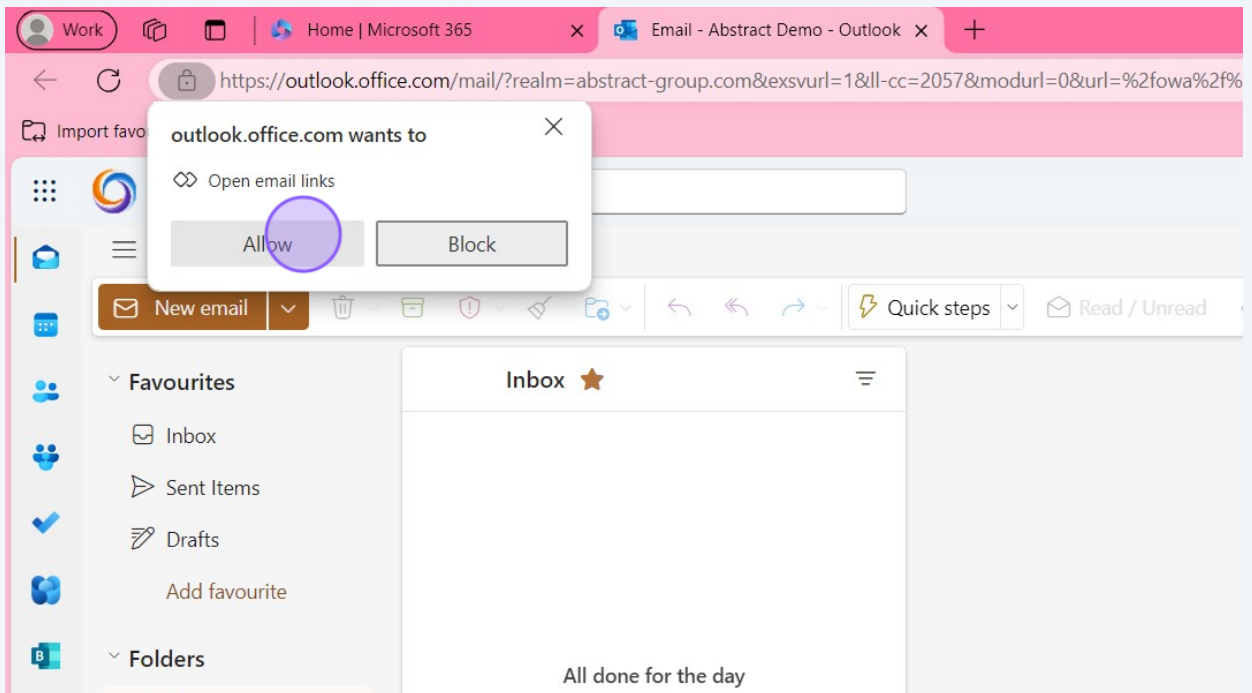 Work
Home | Microsoft 365
Email - Abstract Demo - Outlook
https://outlook.office.com/mail/?realm=abstract-group.com&exsvurl=1&ll-cc=2057&modurl=0&url=%2fowa%2f%
Import favo
outlook.office.com wants to
Open email links
Allow
Block
New email
Quick steps
Read / Unread
Favourites
Inbox
Inbox
Sent Items
Drafts
Add favourite
Folders
All done for the day
B